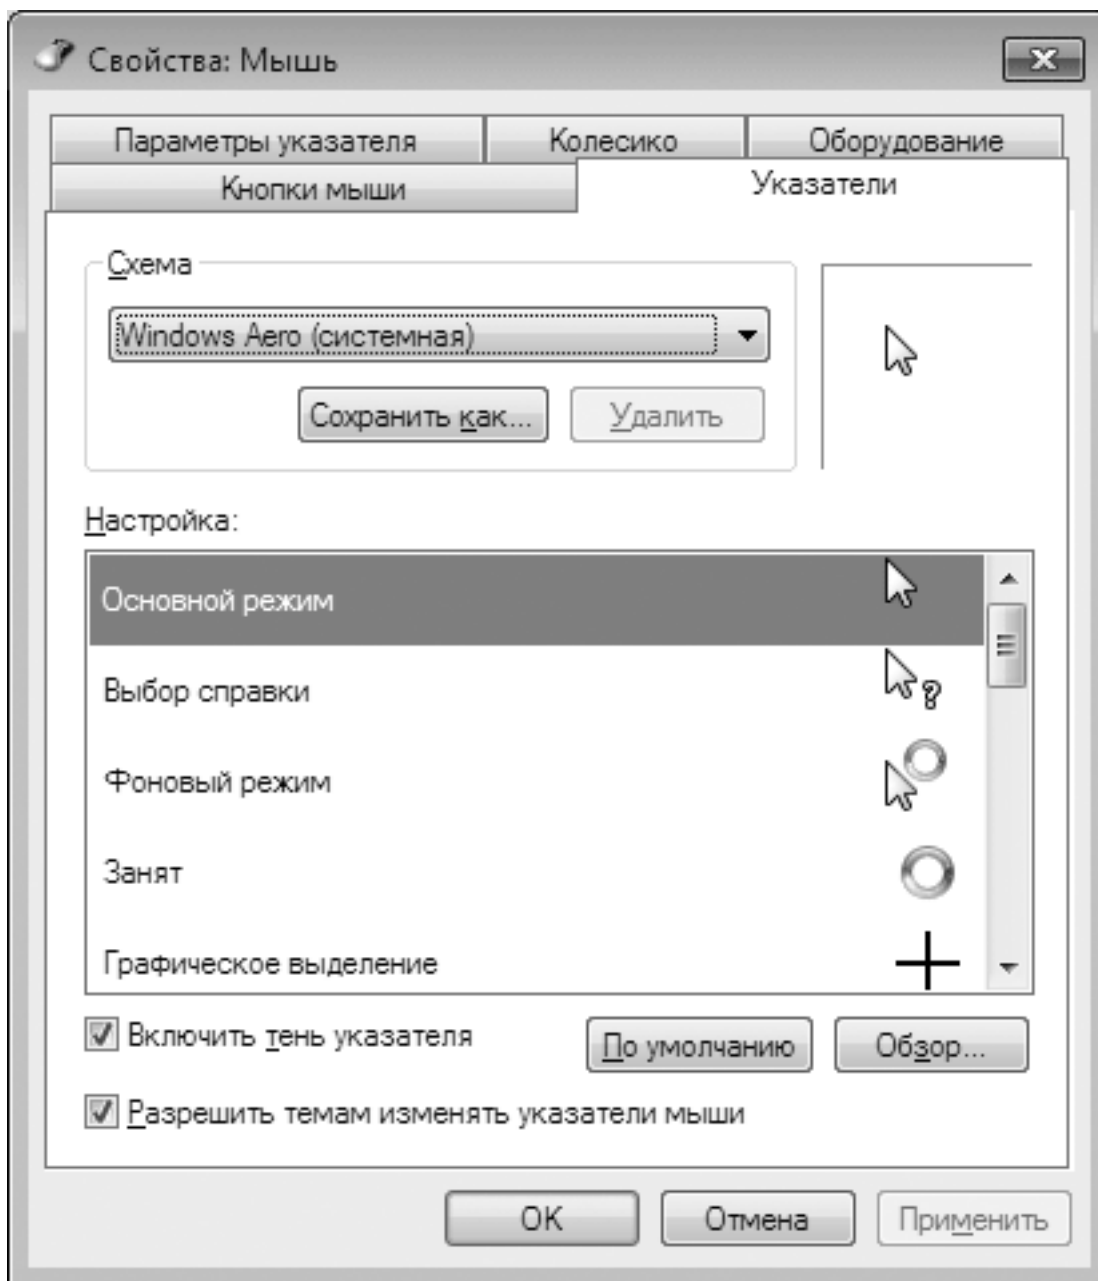 Свойства: Мышь
Параметры указателя
Колесико
Оборудование
Кнопки мыши
Указатели
Схема
Windows Aero (системная)
Сохранить как...
Удалить
Настройка:
Основной режим
Выбор справки
Фоновый режим
Занят
Графическое выделение
Включить тень указателя
По умолчанию
Обзор...
Разрешить темам изменять указатели мыши
OK
Отмена
Применить